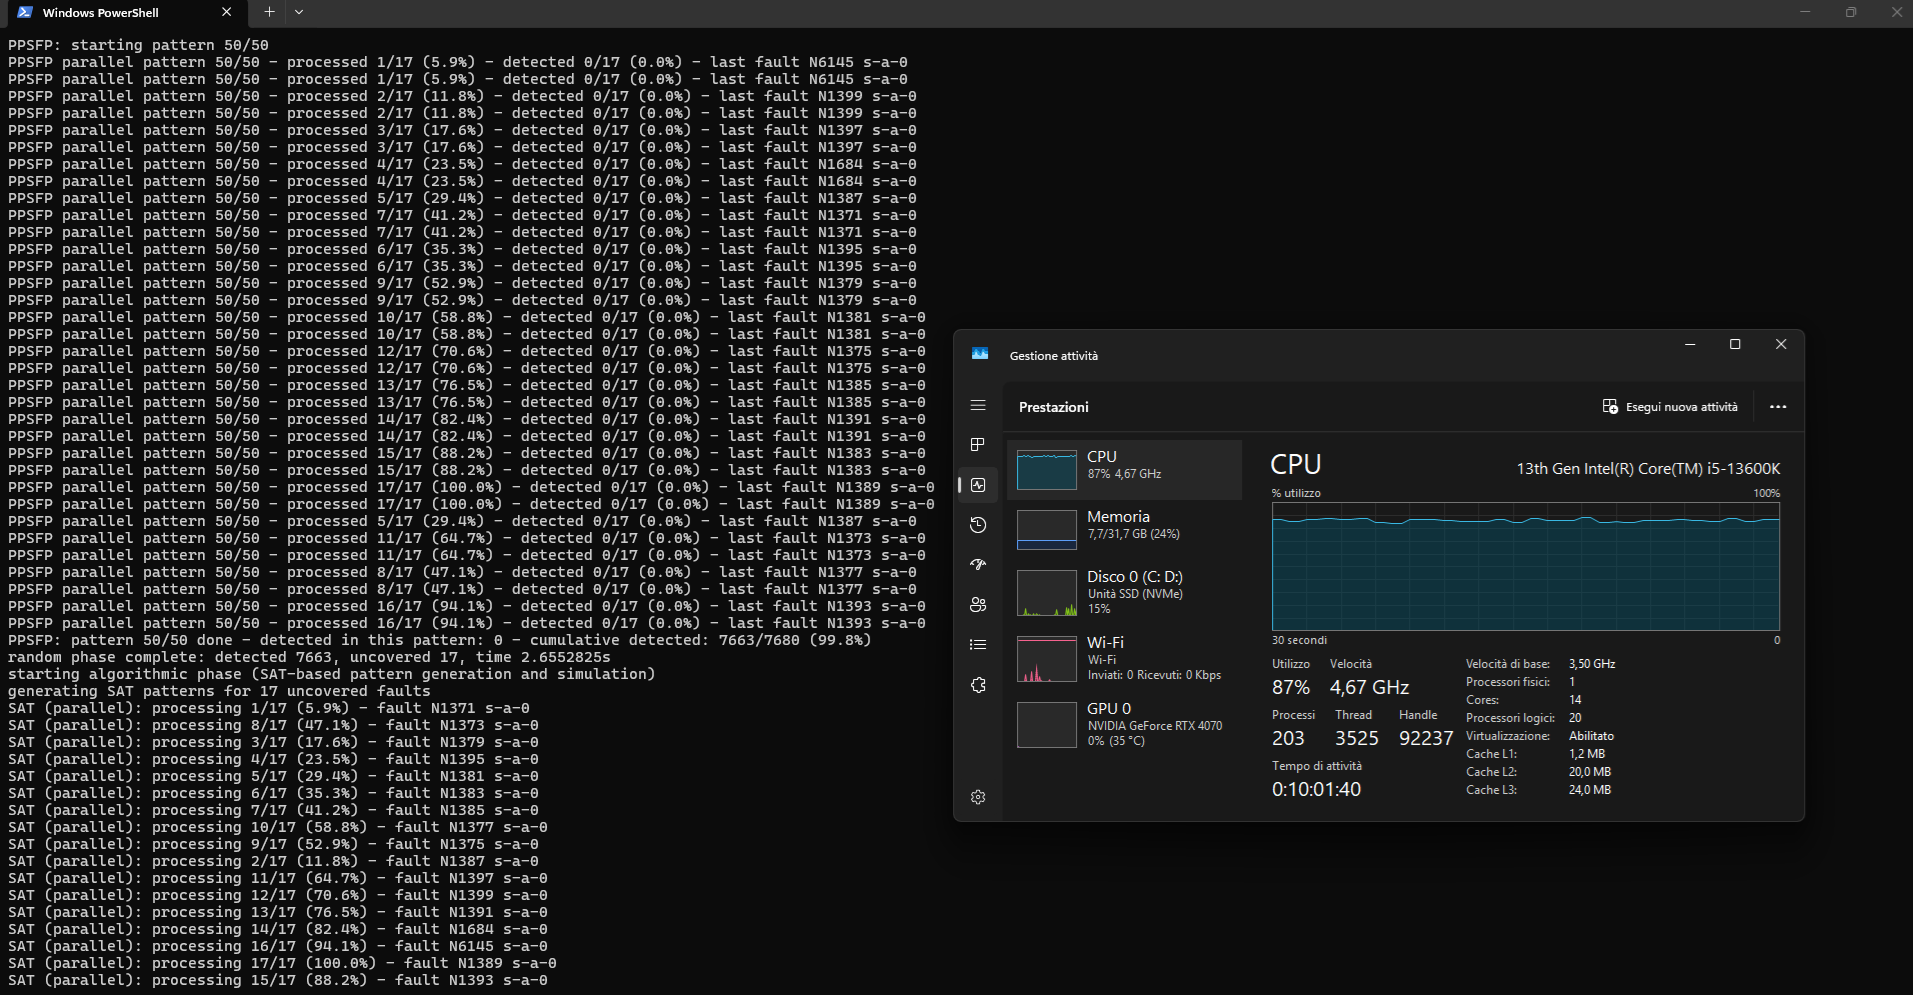 Windows PowerShell
PPSFP: starting pattern 50/50
PPSFP parallel pattern 50/50 - processed 1/17 (5.9%) - detected 0/17 (0.0%) - last fault N6145 s-a-0
PPSFP parallel pattern 50/50 - processed 1/17 (5.9%) - detected 0/17 (0.0%) - last fault N6145 s-a-0
PPSFP parallel pattern 50/50 - processed 2/17 (11.8%) - detected 0/17 (0.0%) - last fault N1399 s-a-0
PPSFP parallel pattern 50/50 - processed 2/17 (11.8%) - detected 0/17 (0.0%) - last fault N1399 s-a-0
PPSFP parallel pattern 50/50 - processed 3/17 (17.6%) - detected 0/17 (0.0%) - last fault N1397 s-a-0
PPSFP parallel pattern 50/50 - processed 3/17 (17.6%) - detected 0/17 (0.0%) - last fault N1397 s-a-0
PPSFP parallel pattern 50/50 - processed 4/17 (23.5%) - detected 0/17 (0.0%) - last fault N1684 s-a-0
PPSFP parallel pattern 50/50 - processed 4/17 (23.5%) - detected 0/17 (0.0%) - last fault N1684 s-a-0
PPSFP parallel pattern 50/50 - processed 5/17 (29.4%) - detected 0/17 (0.0%) - last fault N1387 s-a-0
PPSFP parallel pattern 50/50 - processed 7/17 (41.2%) - detected 0/17 (0.0%) - last fault N1371 s-a-0
PPSFP parallel pattern 50/50 - processed 7/17 (41.2%) - detected 0/17 (0.0%) - last fault N1371 s-a-0
PPSFP parallel pattern 50/50 - processed 6/17 (35.3%) - detected 0/17 (0.0%) - last fault N1395 s-a-0
PPSFP parallel pattern 50/50 - processed 6/17 (35.3%) - detected 0/17 (0.0%) - last fault N1395 s-a-0
PPSFP parallel pattern 50/50 - processed 9/17 (52.9%) - detected 0/17 (0.0%) - last fault N1379 s-a-0
PPSFP parallel pattern 50/50 - processed 9/17 (52.9%) - detected 0/17 (0.0%) - last fault N1379 s-a-0
PPSFP parallel pattern 50/50 - processed 10/17 (58.8%) - detected 0/17 (0.0%) - last fault N1381 s-a-0
PPSFP parallel pattern 50/50 - processed 10/17 (58.8%) - detected 0/17 (0.0%) - last fault N1381 s-a-0
PPSFP parallel pattern 50/50 - processed 12/17 (70.6%) - detected 0/17 (0.0%) - last fault N1375 s-a-0
PPSFP parallel pattern 50/50 - processed 12/17 (70.6%) - detected 0/17 (0.0%) - last fault N1375 s-a-0
PPSFP parallel pattern 50/50 - processed 13/17 (76.5%) - detected 0/17 (0.0%) - last fault N1385 s-a-0
PPSFP parallel pattern 50/50 - processed 13/17 (76.5%) - detected 0/17 (0.0%) - last fault N1385 s-a-0
PPSFP parallel pattern 50/50 - processed 14/17 (82.4%) - detected 0/17 (0.0%) - last fault N1391 s-a-0
PPSFP parallel pattern 50/50 - processed 14/17 (82.4%) - detected 0/17 (0.0%) - last fault N1391 s-a-0
PPSFP parallel pattern 50/50 - processed 15/17 (88.2%) - detected 0/17 (0.0%) - last fault N1383 s-a-0
PPSFP parallel pattern 50/50 - processed 15/17 (88.2%) - detected 0/17 (0.0%) - last fault N1383 s-a-0
PPSFP parallel pattern 50/50 - processed 17/17 (100.0%) - detected 0/17 (0.0%) - last fault N1389 s-a-0
PPSFP parallel pattern 50/50 - processed 17/17 (100.0%) - detected 0/17 (0.0%) - last fault N1389 s-a-0
PPSFP parallel pattern 50/50 - processed 5/17 (29.4%) - detected 0/17 (0.0%) - last fault N1387 s-a-0
PPSFP parallel pattern 50/50 - processed 11/17 (64.7%) - detected 0/17 (0.0%) - last fault N1373 s-a-0
PPSFP parallel pattern 50/50 - processed 11/17 (64.7%) - detected 0/17 (0.0%) - last fault N1373 s-a-0
PPSFP parallel pattern 50/50 - processed 8/17 (47.1%) - detected 0/17 (0.0%) - last fault N1377 s-a-0
PPSFP parallel pattern 50/50 - processed 8/17 (47.1%) - detected 0/17 (0.0%) - last fault N1377 s-a-0
PPSFP parallel pattern 50/50 - processed 16/17 (94.1%) - detected 0/17 (0.0%) - last fault N1393 s-a-0
PPSFP parallel pattern 50/50 - processed 16/17 (94.1%) - detected 0/17 (0.0%) - last fault N1393 s-a-0
PPSFP: pattern 50/50 done - detected in this pattern: 0 - cumulative detected: 7663/7680 (99.8%)
random phase complete: detected 7663, uncovered 17, time 2.6552825s
starting algorithmic phase (SAT-based pattern generation and simulation)
generating SAT patterns for 17 uncovered faults
SAT (parallel): processing 1/17 (5.9%) - fault N1371 s-a-0
SAT (parallel): processing 8/17 (47.1%) - fault N1373 s-a-0
SAT (parallel): processing 3/17 (17.6%) - fault N1379 s-a-0
SAT (parallel): processing 4/17 (23.5%) - fault N1395 s-a-0
SAT (parallel): processing 5/17 (29.4%) - fault N1381 s-a-0
SAT (parallel): processing 6/17 (35.3%) - fault N1383 s-a-0
SAT (parallel): processing 7/17 (41.2%) - fault N1385 s-a-0
SAT (parallel): processing 10/17 (58.8%) - fault N1377 s-a-0
SAT (parallel): processing 9/17 (52.9%) - fault N1375 s-a-0
SAT (parallel): processing 2/17 (11.8%) - fault N1387 s-a-0
SAT (parallel): processing 11/17 (64.7%) - fault N1397 s-a-0
SAT (parallel): processing 12/17 (70.6%) - fault N1399 s-a-0
SAT (parallel): processing 13/17 (76.5%) - fault N1391 s-a-0
SAT (parallel): processing 14/17 (82.4%) - fault N1684 s-a-0
SAT (parallel): processing 16/17 (94.1%) - fault N6145 s-a-0
SAT (parallel): processing 17/17 (100.0%) - fault N1389 s-a-0
SAT (parallel): processing 15/17 (88.2%) - fault N1393 s-a-0
Gestione attività
Prestazioni
Esegui nuova attività
CPU
87% 4,67 GHz
Memoria
7,7/31,7 GB (24%)
Disco 0 (C: D:)
Unità SSD (NVMe)
15%
Wi-Fi
Wi-Fi
Inviati: 0 Ricevuti: 0 Kbps
GPU 0
NVIDIA GeForce RTX 4070
0% (35 °C)
CPU
13th Gen Intel(R) Core(TM) i5-13600K
% utilizzo
100%
30 secondi
0
Utilizzo Velocità
87% 4,67 GHz
Processi Thread Handle
203 3525 92237
Tempo di attività
0:10:01:40
Velocità di base: 3,50 GHz
Processori fisici: 1
Cores: 14
Processori logici: 20
Virtualizzazione: Abilitato
Cache L1: 1,2 MB
Cache L2: 20,0 MB
Cache L3: 24,0 MB